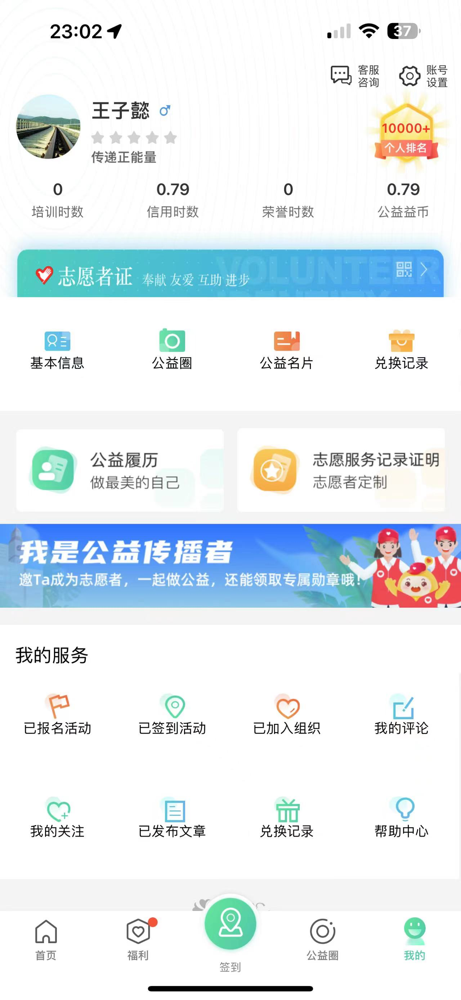 23:02
37
客服
咨询
账号
设置
王子懿
10000+
个人排名
传递正能量
0
0.79
0
0.79
培训时数
信用时数
荣誉时数
公益益币
志愿者证 奉献 友爱 互助 进步
VOLUNTEER
基本信息
公益圈
公益名片
兑换记录
公益履历
做最美的自己
志愿服务记录证明
志愿者定制
我是公益传播者
邀Ta成为志愿者，一起做公益，还能领取专属勋章哦！
我的服务
已报名活动
已签到活动
已加入组织
我的评论
我的关注
已发布文章
兑换记录
帮助中心
首页
福利
签到
公益圈
我的